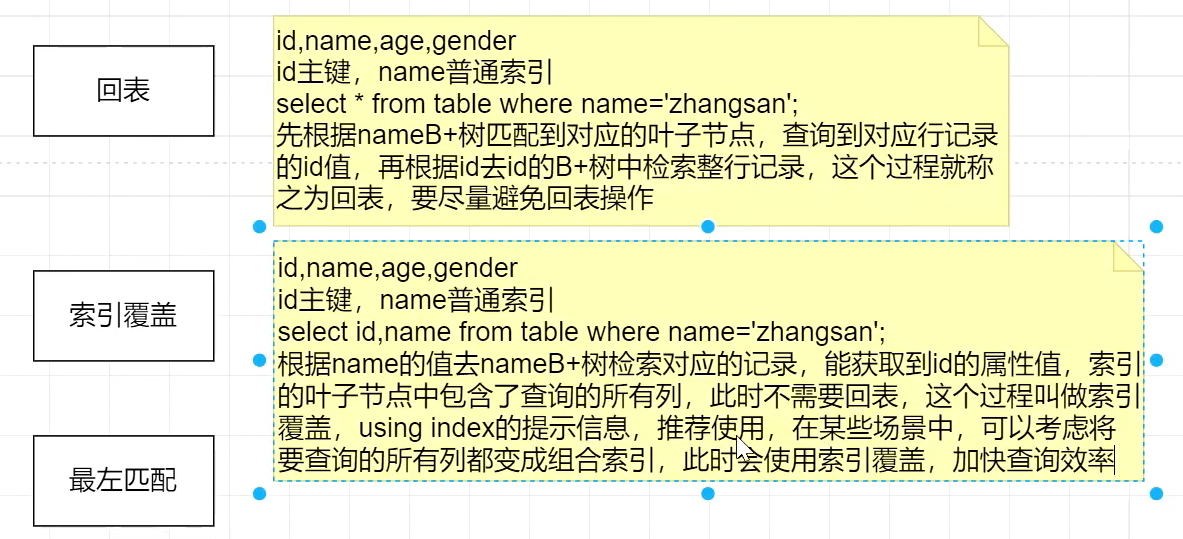 回表
id,name,age,gender
id主键，name普通索引
select * from table where name='zhangsan';
先根据nameB+树匹配到对应的叶子节点，查询到对应行记录
的id值，再根据id去id的B+树中检索整行记录，这个过程就称
之为回表，要尽量避免回表操作
索引覆盖
id,name,age,gender
id主键，name普通索引
select id,name from table where name='zhangsan';
根据name的值去nameB+树检索对应的记录，能获取到id的属性值，索引
的叶子节点中包含了查询的所有列，此时不需要回表，这个过程叫做索引
覆盖，using index的提示信息，推荐使用，在某些场景中，可以考虑将
要查询的所有列都变成组合索引，此时会使用索引覆盖，加快查询效率
最左匹配